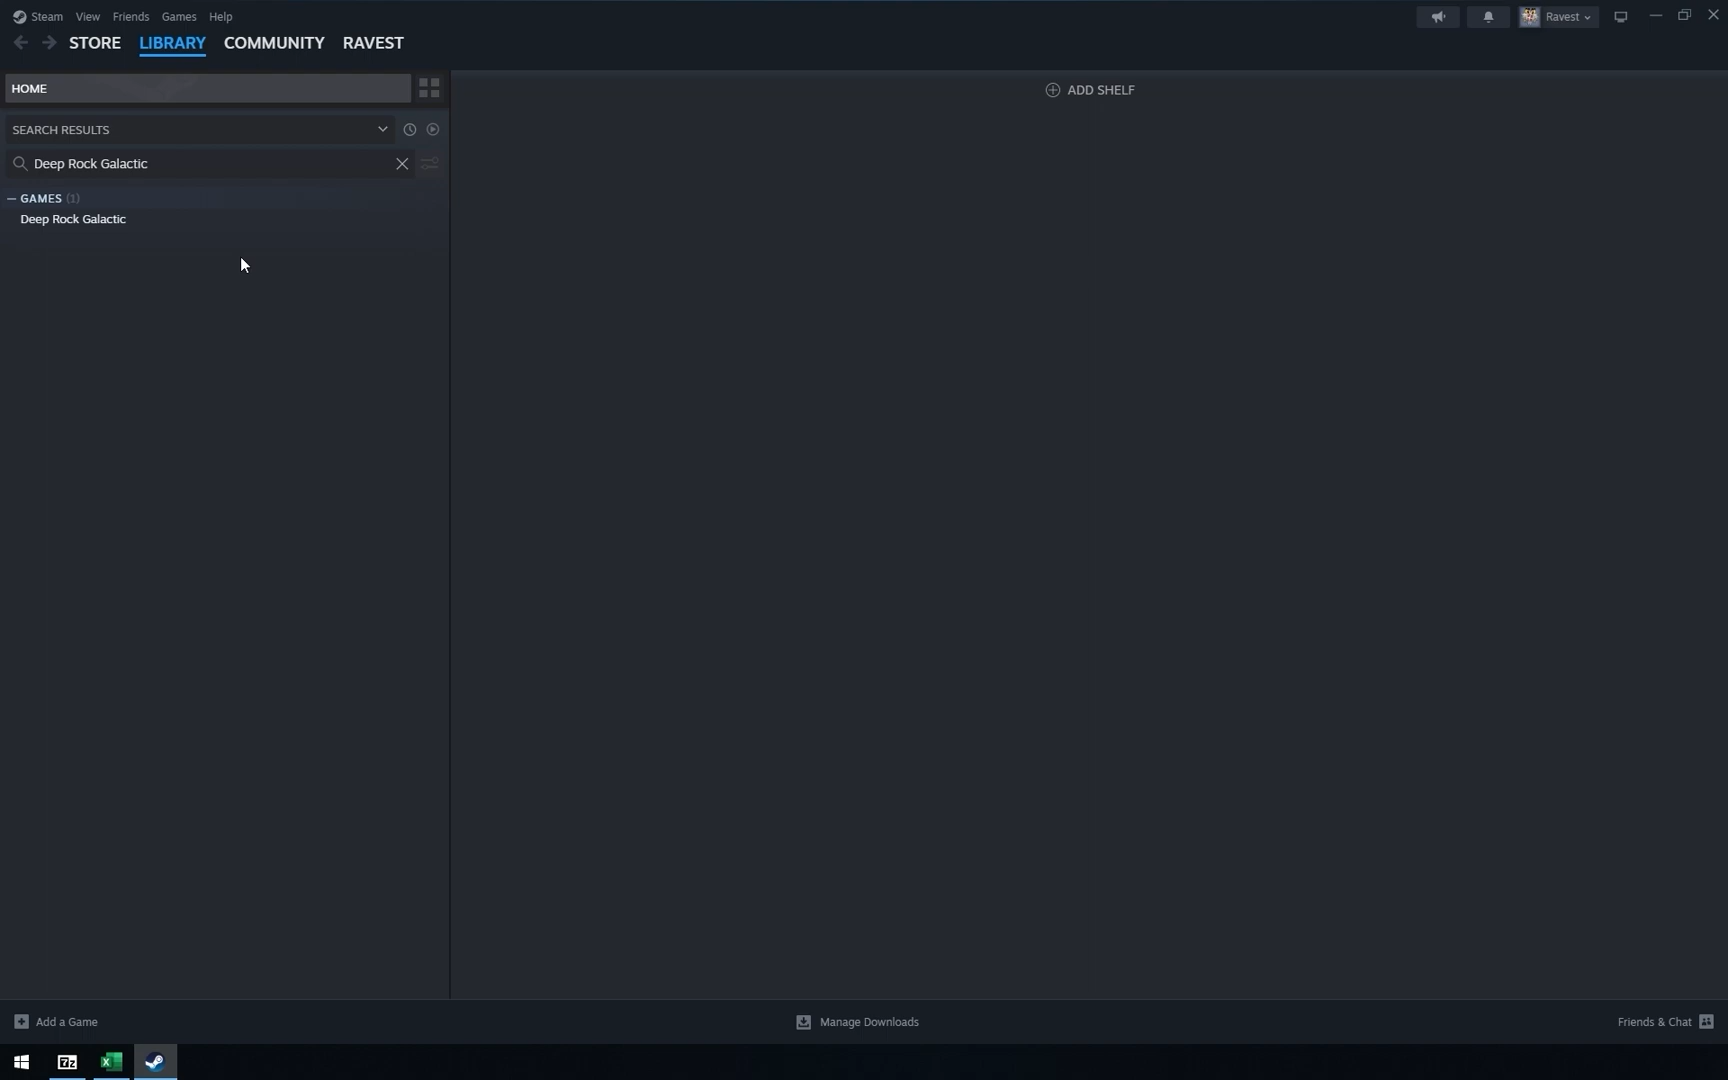 Steam View Friends Games Help Ravest
STORE LIBRARY COMMUNITY RAVEST
HOME
ADD SHELF
SEARCH RESULTS
Deep Rock Galactic
GAMES (1)
Deep Rock Galactic
Add a Game Manage Downloads Friends & Chat
7z X